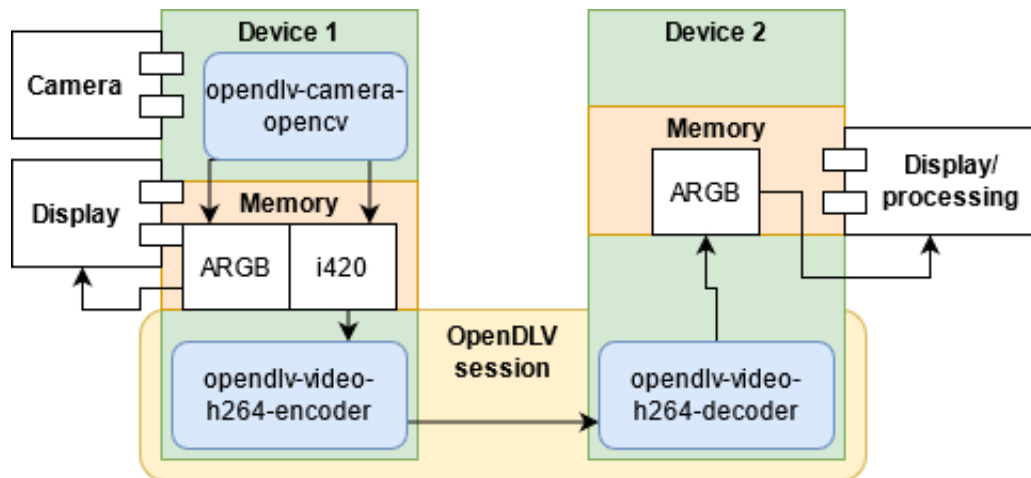 Device 1
Camera
opendlv-camera-
opencv
Display
Memory
ARGB
i420
OpenDLV
session
opendlv-video-
h264-encoder
Device 2
Memory
ARGB
Display/
processing
opendlv-video-
h264-decoder